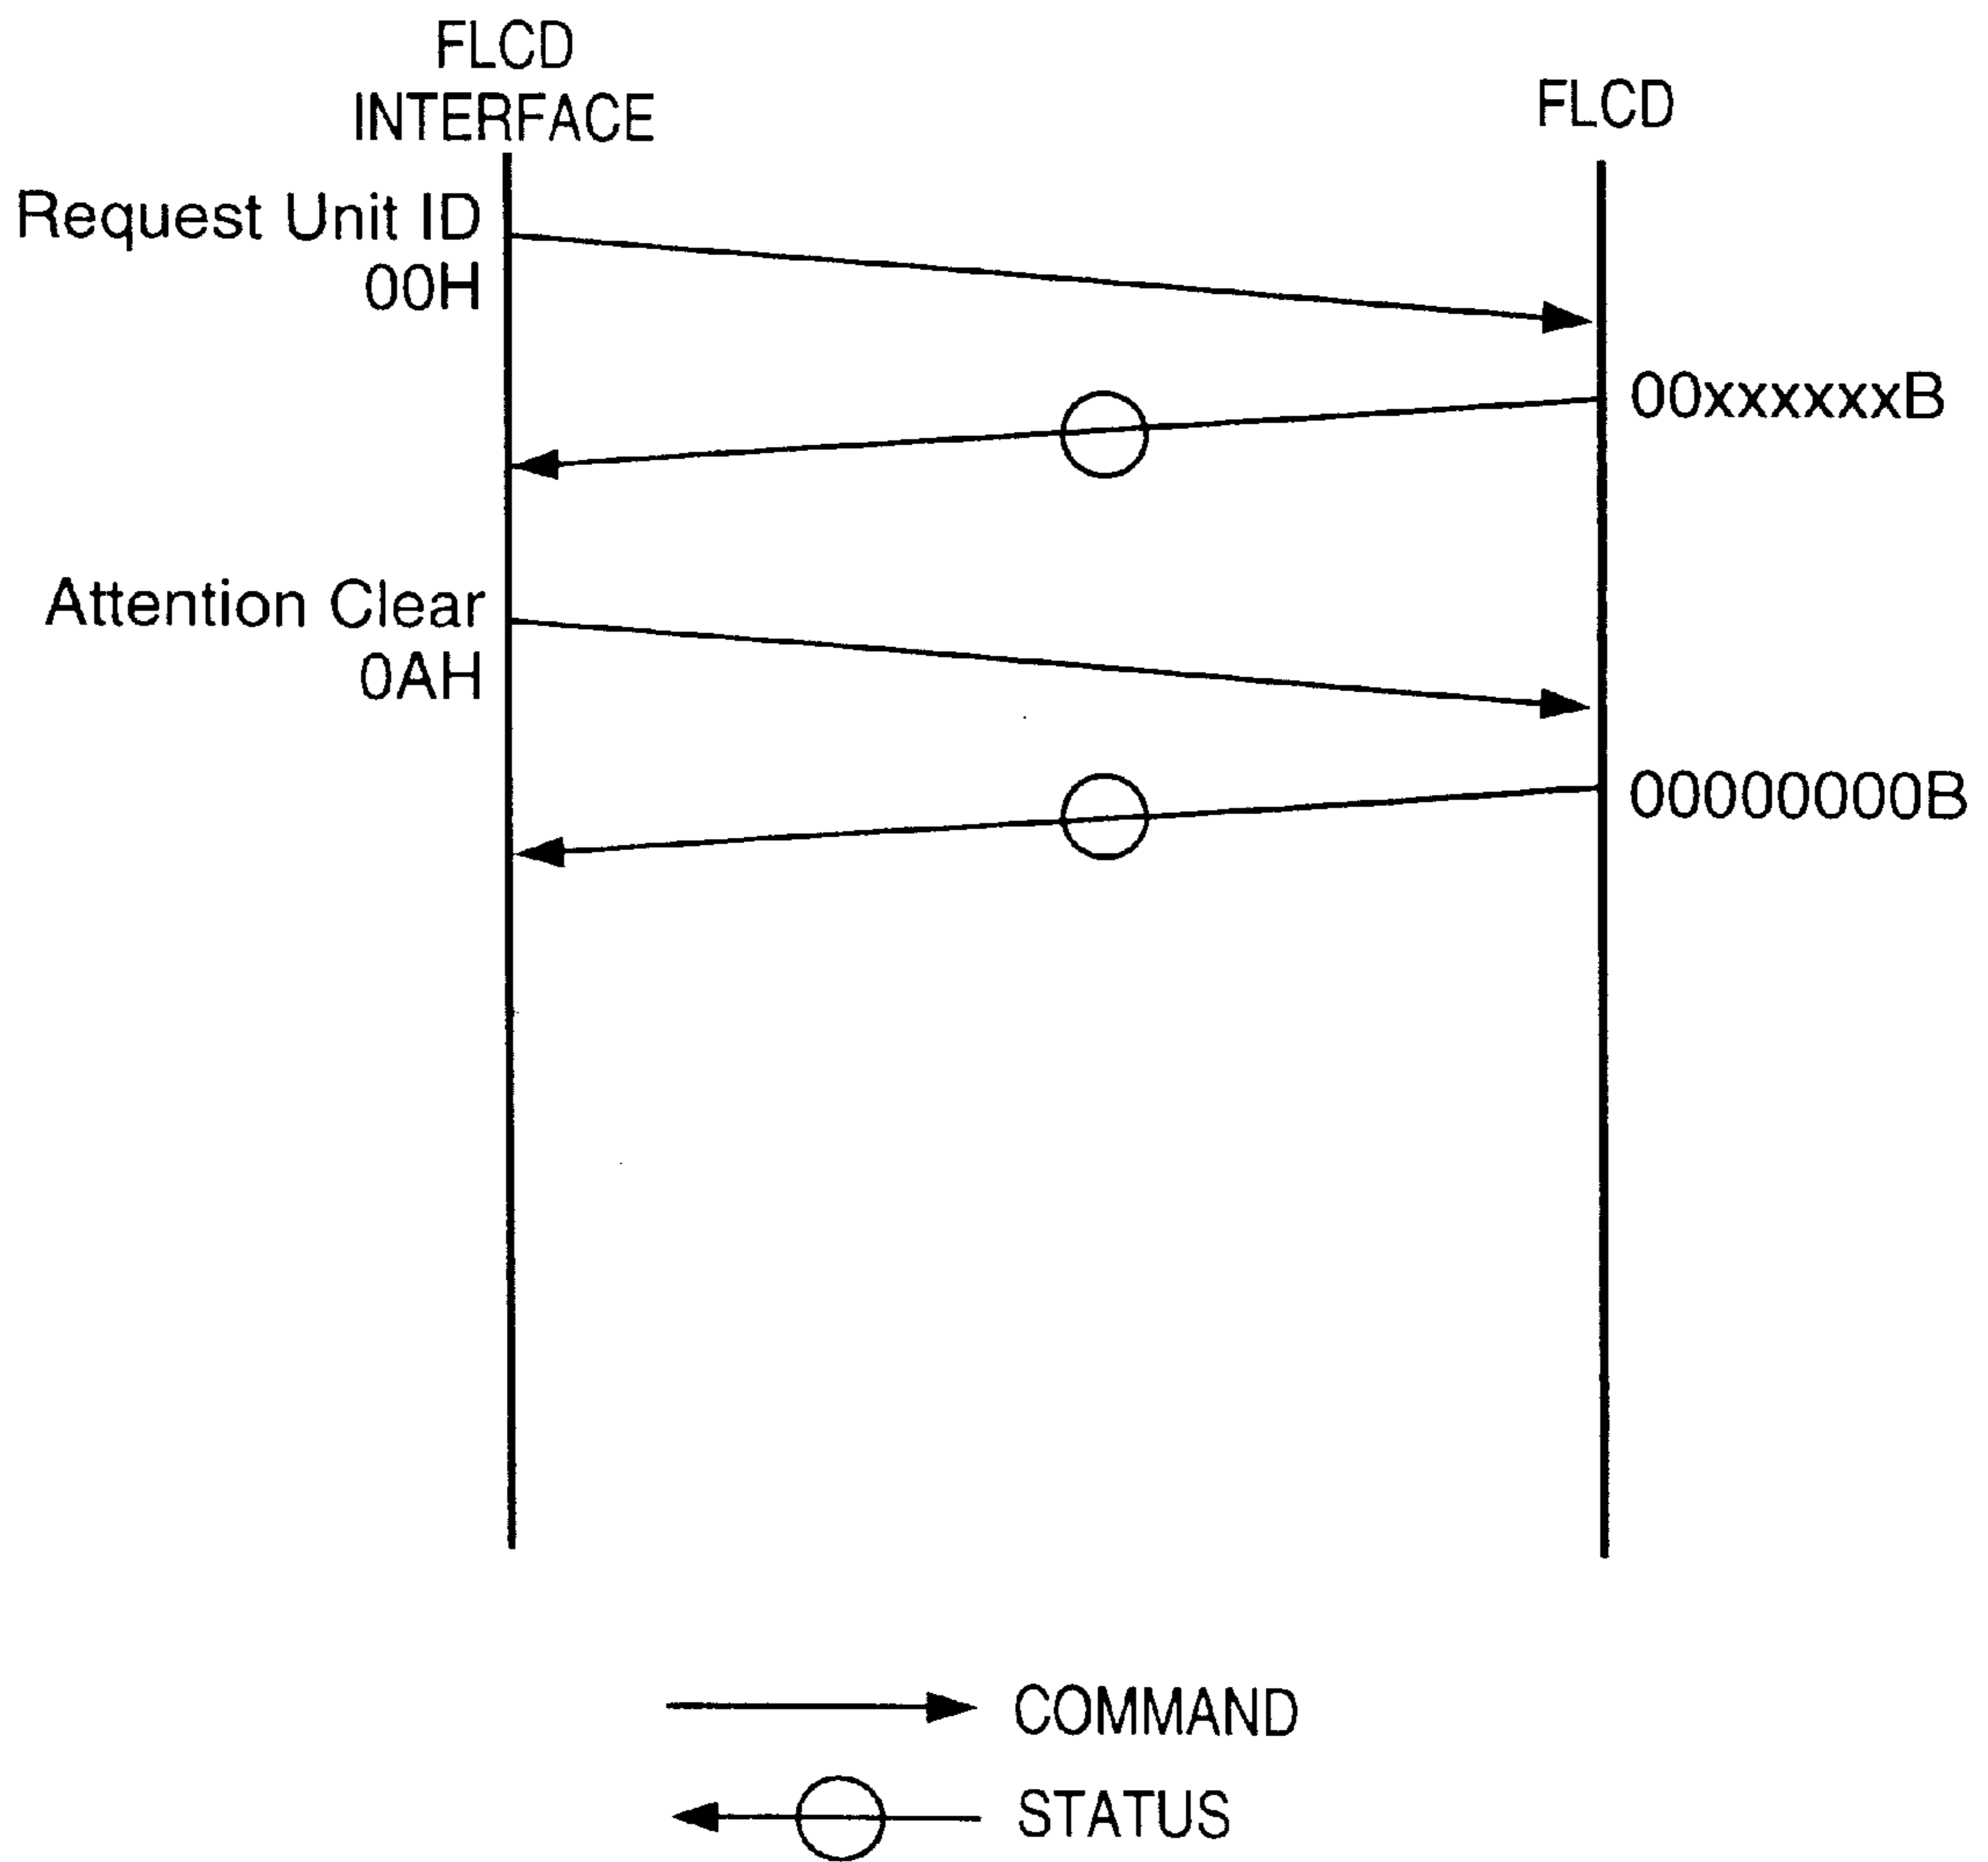 FLCD
INTERFACE
FLCD
Request Unit ID
00H
00xxxxxxB
Attention Clear
0AH
00000000B
COMMAND
STATUS